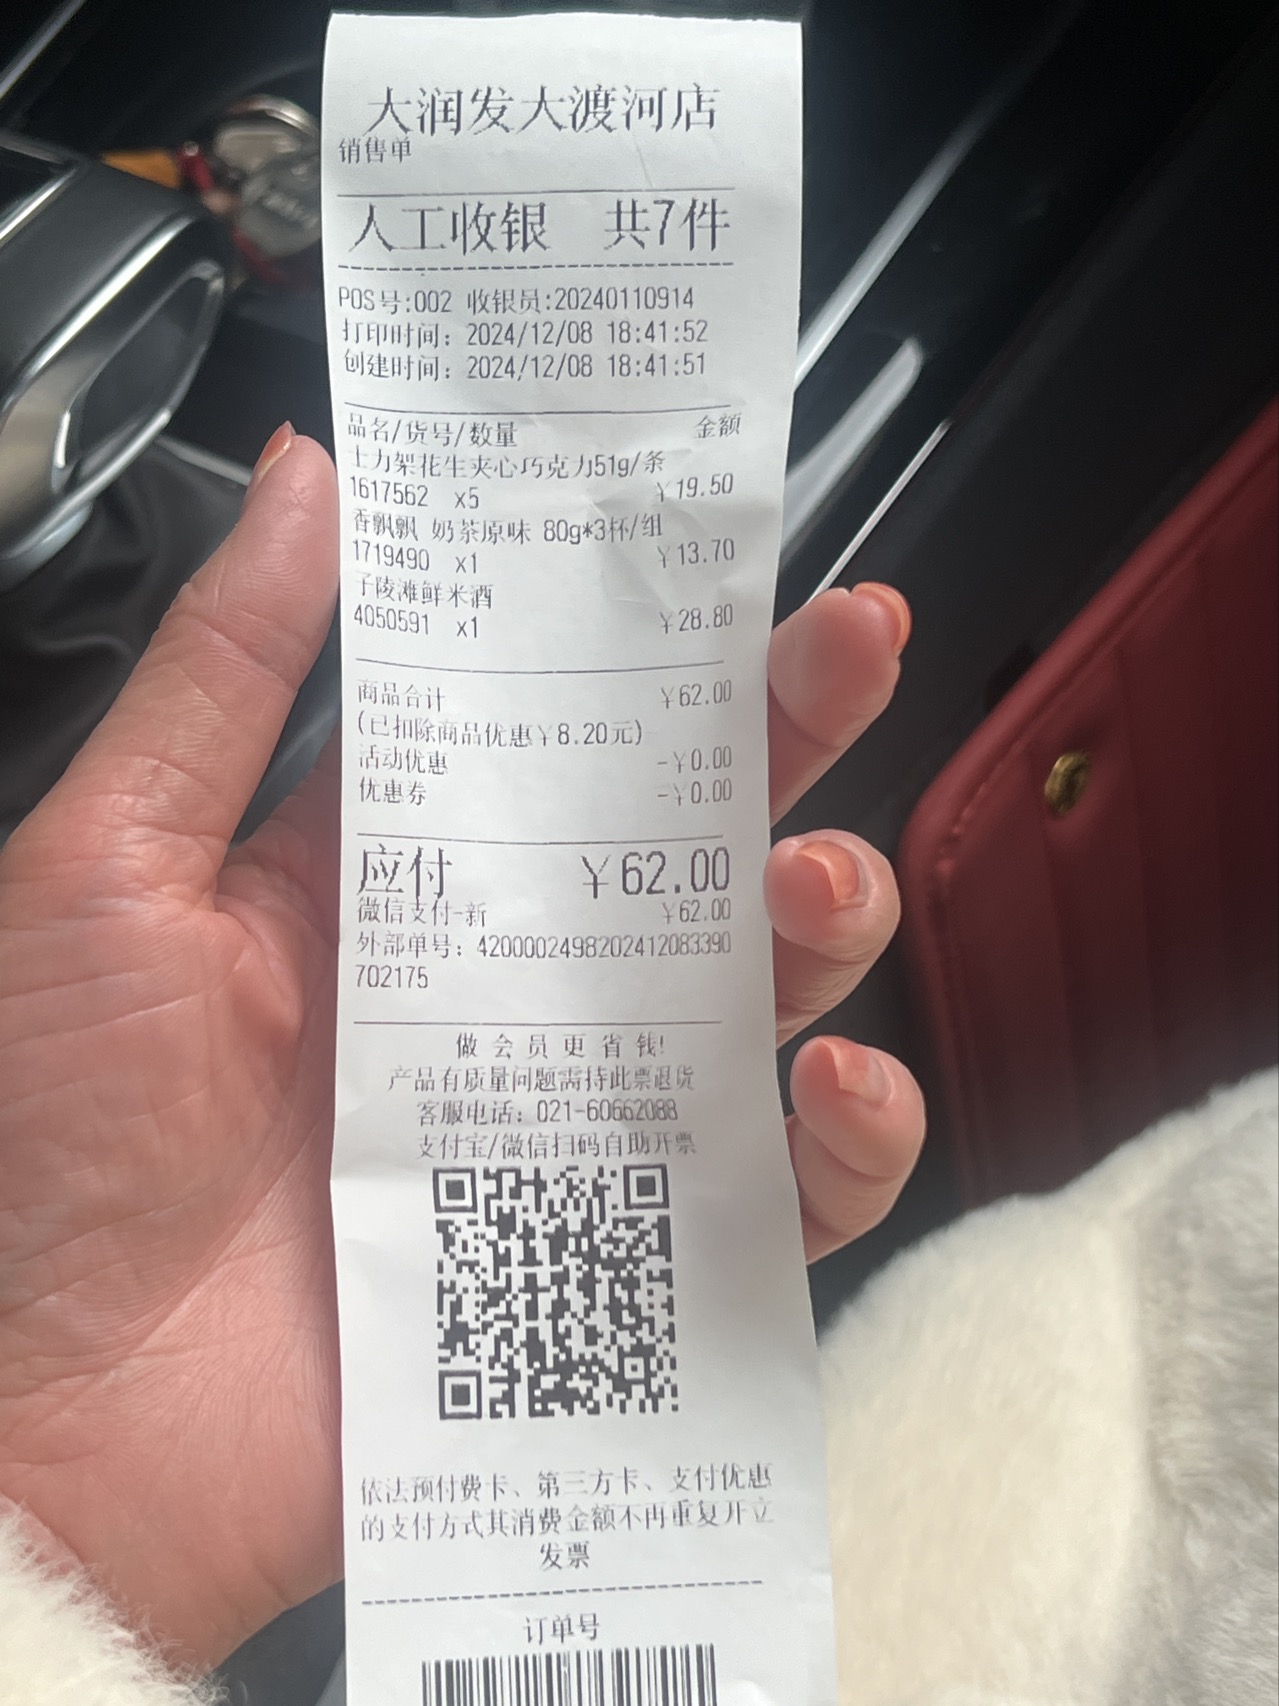 大润发大渡河店
销售单
人工收银 共7件
POS号:002 收银员:20240110914
打印时间: 2024/12/08 18:41:52
创建时间: 2024/12/08 18:41:51
品名/货号/数量 金额
士力架花生夹心巧克力51g/条
1617562 x5 ￥19.50
香飘飘 奶茶原味 80g*3杯/组
1719490 x1 ￥13.70
子陵滩鲜米酒
4050591 x1 ￥28.80
商品合计 ￥62.00
(已扣除商品优惠￥8.20元)
活动优惠 -￥0.00
优惠券 -￥0.00
应付 ￥62.00
微信支付-新 ￥62.00
外部单号: 4200002498202412083390
702175
做 会 员 更 省 钱!
产品有质量问题需持此票退货
客服电话: 021-60662088
支付宝/微信扫码自助开票
依法预付费卡、第三方卡、支付优惠
的支付方式其消费金额不再重复开立
发票
订单号